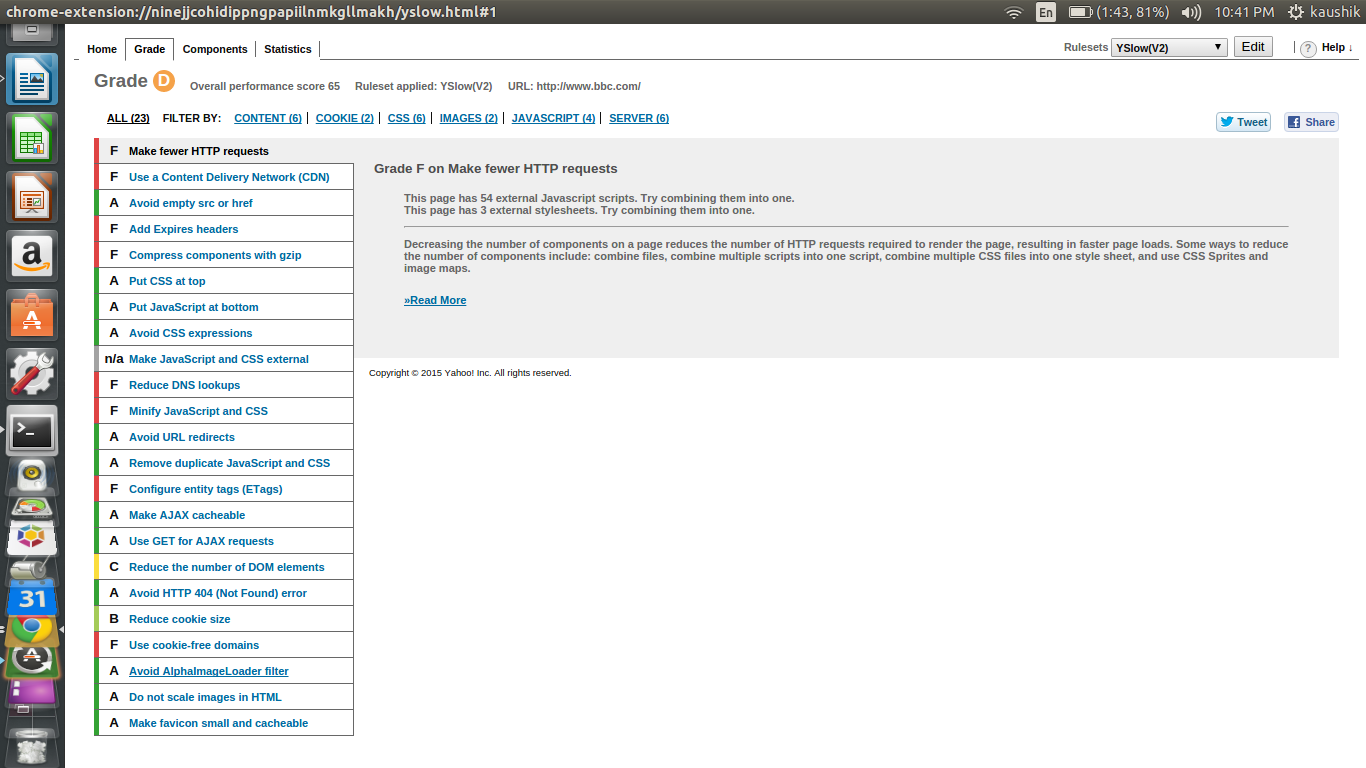 chrome-extension://ninejjcohidippngpapiilnmkgllmakh/yslow.html#1 En (1:43, 81%) 10:41 PM kaushik
Home Grade Components Statistics Rulesets YSlow(V2) Edit ? Help ↓
Grade D Overall performance score 65 Ruleset applied: YSlow(V2) URL: http://www.bbc.com/
ALL (23) FILTER BY: CONTENT (6) COOKIE (2) CSS (6) IMAGES (2) JAVASCRIPT (4) SERVER (6) Tweet Share
F Make fewer HTTP requests
F Use a Content Delivery Network (CDN)
A Avoid empty src or href
F Add Expires headers
F Compress components with gzip
A Put CSS at top
A Put JavaScript at bottom
A Avoid CSS expressions
n/a Make JavaScript and CSS external
F Reduce DNS lookups
F Minify JavaScript and CSS
A Avoid URL redirects
A Remove duplicate JavaScript and CSS
F Configure entity tags (ETags)
A Make AJAX cacheable
A Use GET for AJAX requests
C Reduce the number of DOM elements
A Avoid HTTP 404 (Not Found) error
B Reduce cookie size
F Use cookie-free domains
A Avoid AlphaImageLoader filter
A Do not scale images in HTML
A Make favicon small and cacheable
Grade F on Make fewer HTTP requests
This page has 54 external Javascript scripts. Try combining them into one.
This page has 3 external stylesheets. Try combining them into one.
Decreasing the number of components on a page reduces the number of HTTP requests required to render the page, resulting in faster page loads. Some ways to reduce
the number of components include: combine files, combine multiple scripts into one script, combine multiple CSS files into one style sheet, and use CSS Sprites and
image maps.
»Read More
Copyright © 2015 Yahoo! Inc. All rights reserved.
a
A
>_
31
A